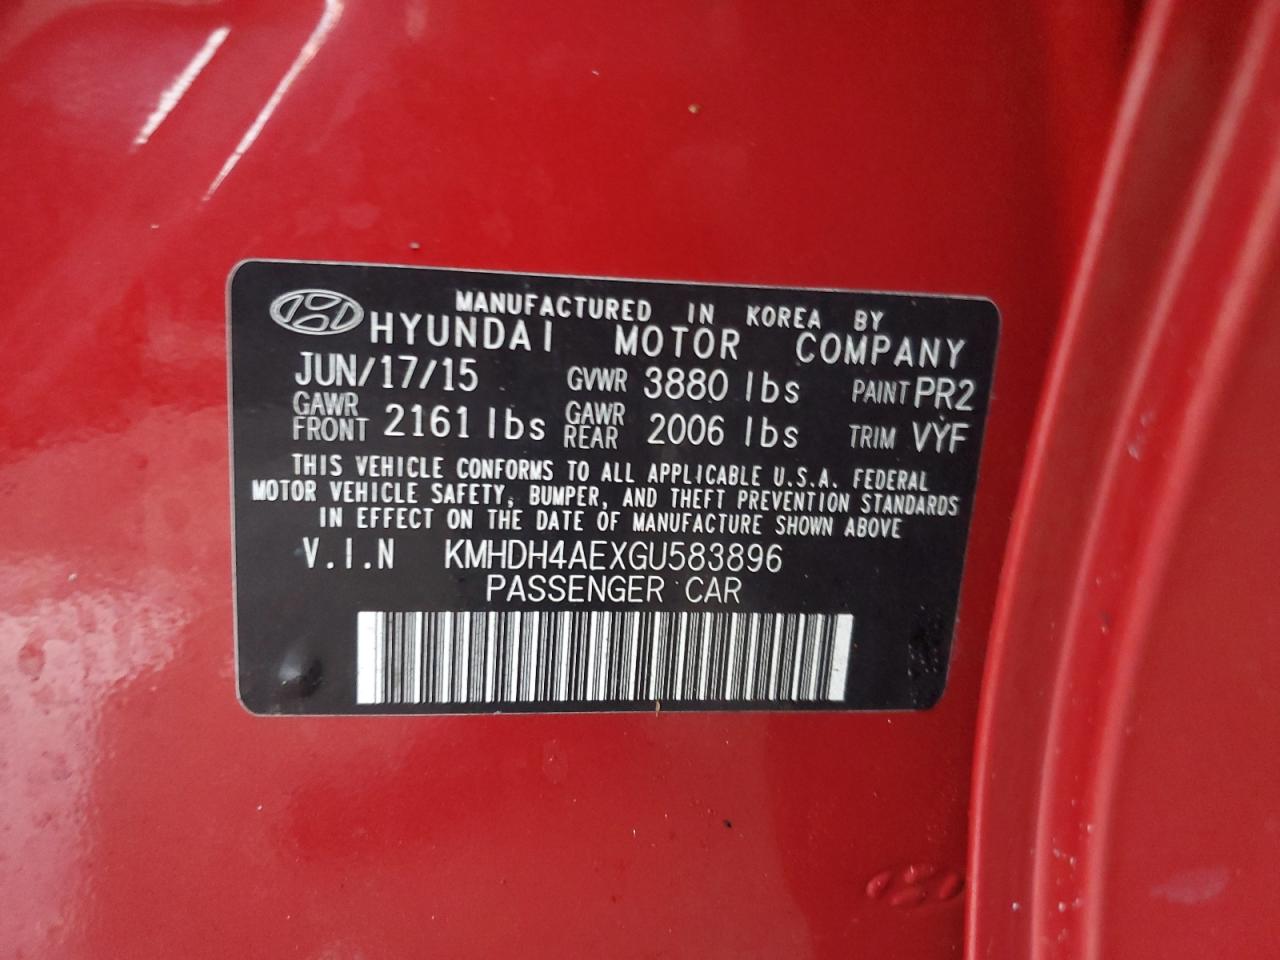 MANUFACTURED IN KOREA BY
HYUNDAI MOTOR COMPANY
JUN/17/15 GVWR 3880 lbs PAINT PR2
GAWR FRONT 2161 lbs GAWR REAR 2006 lbs TRIM VYF
THIS VEHICLE CONFORMS TO ALL APPLICABLE U.S.A. FEDERAL
MOTOR VEHICLE SAFETY, BUMPER, AND THEFT PREVENTION STANDARDS
IN EFFECT ON THE DATE OF MANUFACTURE SHOWN ABOVE
V.I.N KMHDH4AEXGU583896
PASSENGER CAR